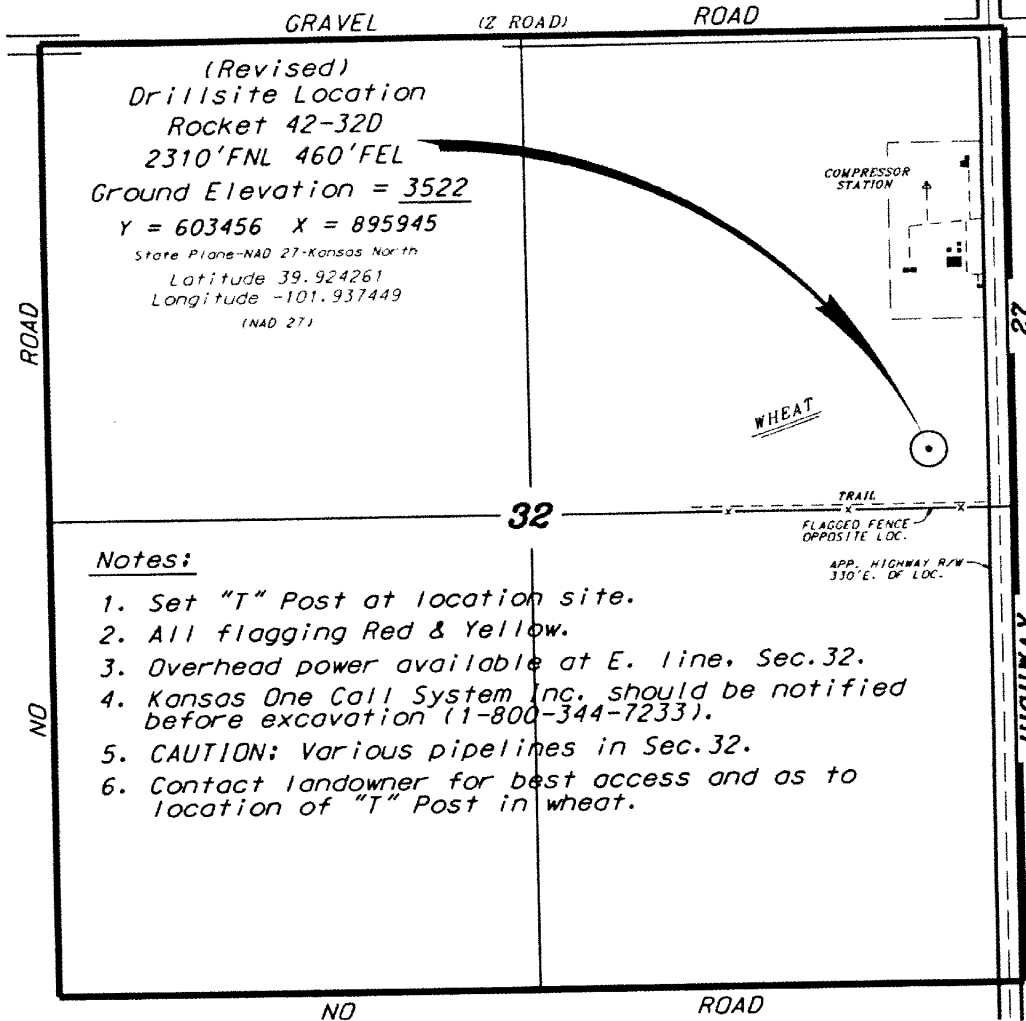 GRAVEL (Z ROAD) ROAD
(Revised)
Drillsite Location
Rocket 42-32D
2310'FNL 460'FEL
Ground Elevation = 3522
Y = 603456 X = 895945
State Plane-NAD 27-Kansas North
Latitude 39.924261
Longitude -101.937449
(NAD 27)
COMPRESSOR
STATION
ROAD
27
WHEAT
32
TRAIL
FLAGGED FENCE
OPPOSITE LOC.
APP. HIGHWAY R/W
330'E. OF LOC.
HIGHWAY
NO
Notes:
1. Set "T" Post at location site.
2. All flagging Red & Yellow.
3. Overhead power available at E. line, Sec.32.
4. Kansas One Call System Inc. should be notified
before excavation (1-800-344-7233).
5. CAUTION: Various pipelines in Sec.32.
6. Contact landowner for best access and as to
location of "T" Post in wheat.
NO ROAD